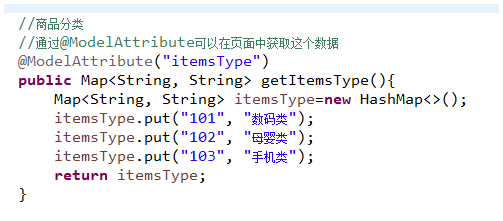 //商品分类
//通过@ModelAttribute可以在页面中获取这个数据
@ModelAttribute("itemsType")
public Map<String, String> getItemsType(){
    Map<String, String> itemsType=new HashMap<>();
    itemsType.put("101", "数码类");
    itemsType.put("102", "母婴类");
    itemsType.put("103", "手机类");
    return itemsType;
}